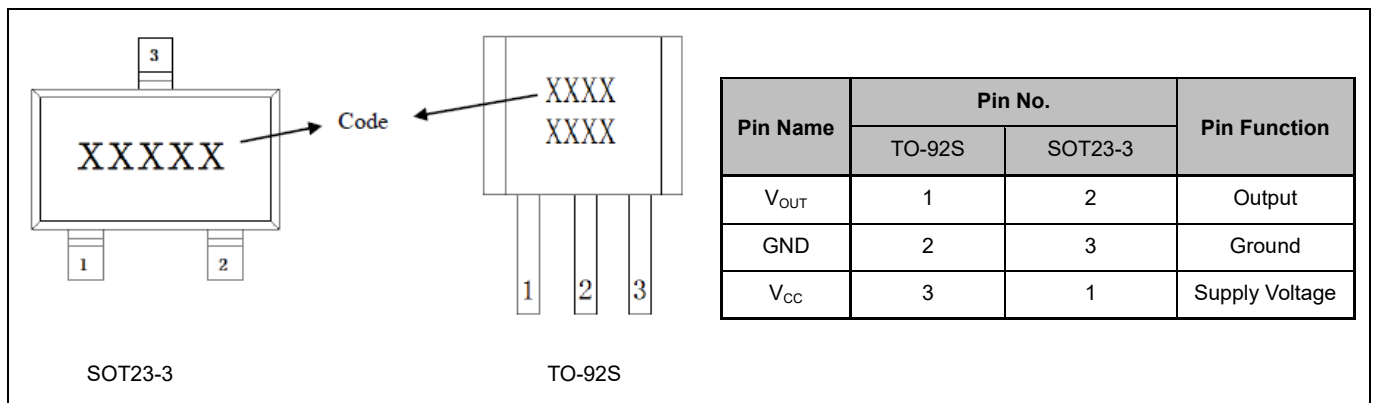 3
XXXXX
1 2
SOT23-3
Code
XXXX
XXXX
1 2 3
TO-92S
Pin Name Pin No. Pin Function
TO-92S SOT23-3
VOUT 1 2 Output
GND 2 3 Ground
VCC 3 1 Supply Voltage